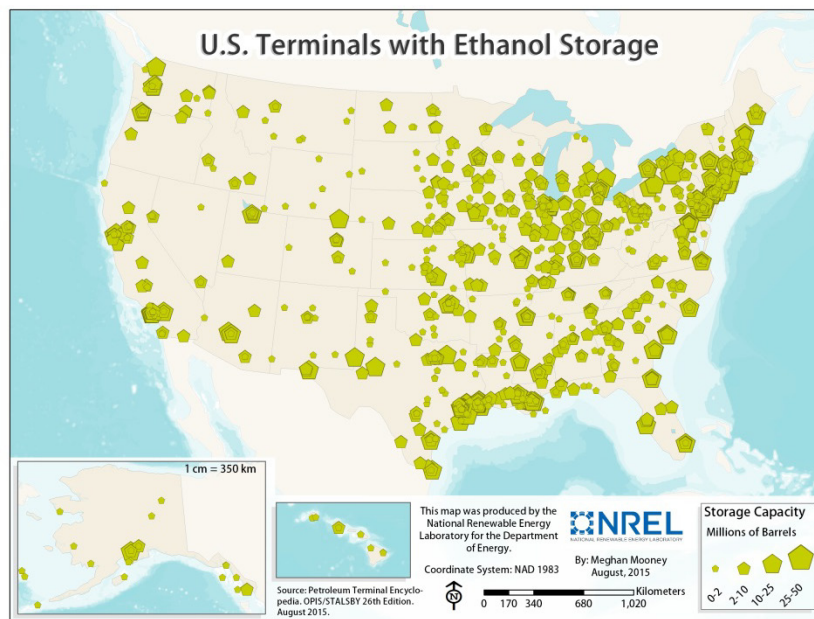 U.S. Terminals with Ethanol Storage
1 cm = 350 km
This map was produced by the
National Renewable Energy
Laboratory for the Department
of Energy.
Coordinate System: NAD 1983
Source: Petroleum Terminal Encyclo-
pedia. OPIS/STALSBY 26th Edition.
August 2015.
NREL
NATIONAL RENEWABLE ENERGY LABORATORY
By: Meghan Mooney
August, 2015
N
Kilometers
0 170 340 680 1,020
Storage Capacity
Millions of Barrels
0-2 2-10 10-25 25-50